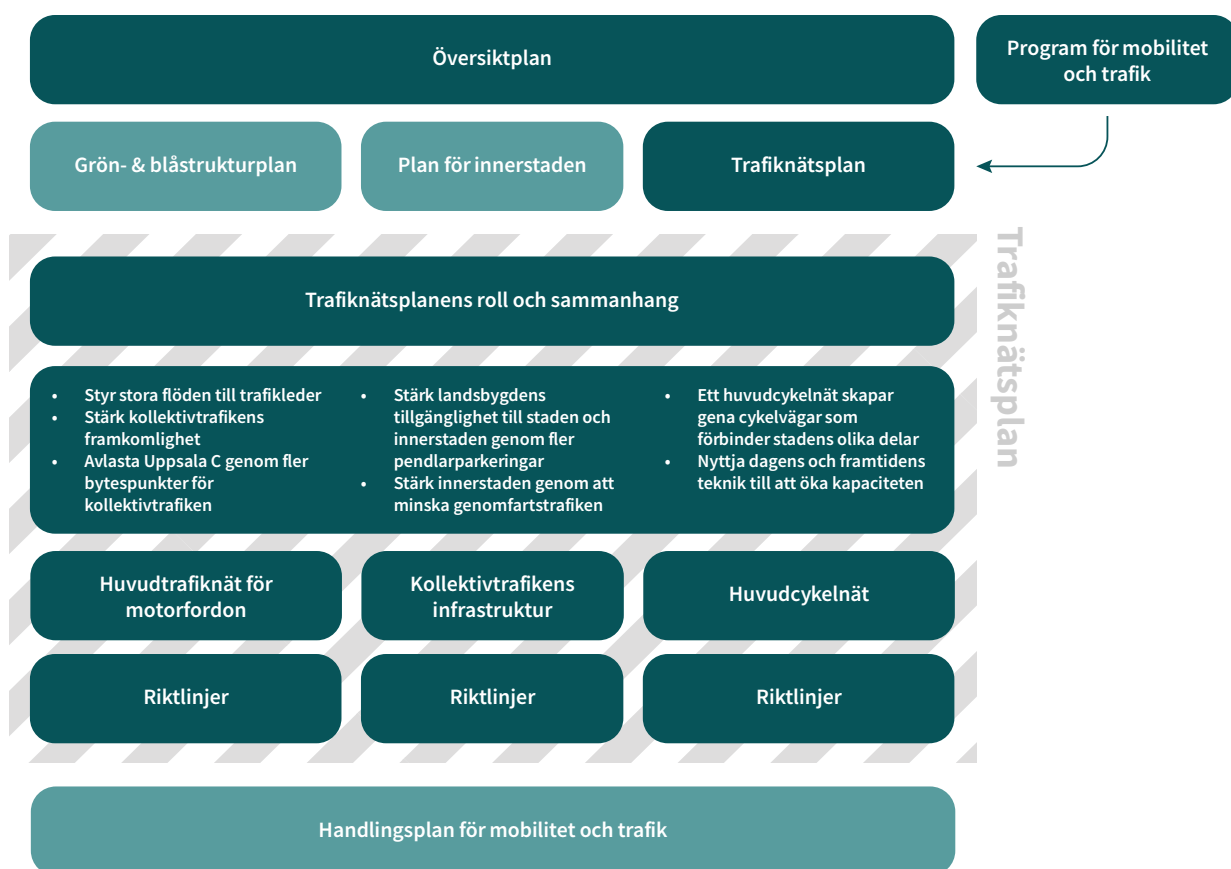 Översiktplan
Program för mobilitet
och trafik
Grön- & blåstrukturplan
Plan för innerstaden
Trafiknätsplan
Trafiknätsplan
Trafiknätsplanens roll och sammanhang
• Styr stora flöden till trafikleder
• Stärk kollektivtrafikens
framkomlighet
• Avlasta Uppsala C genom fler
bytespunkter för
kollektivtrafiken
• Stärk landsbygdens
tillgänglighet till staden och
innerstaden genom fler
pendlarparkeringar
• Stärk innerstaden genom att
minska genomfartstrafiken
• Ett huvudcykelnät skapar
gena cykelvägar som
förbinder stadens olika delar
• Nyttja dagens och framtidens
teknik till att öka kapaciteten
Huvudtrafiknät för
motorfordon
Kollektivtrafikens
infrastruktur
Huvudcykelnät
Riktlinjer
Riktlinjer
Riktlinjer
Handlingsplan för mobilitet och trafik